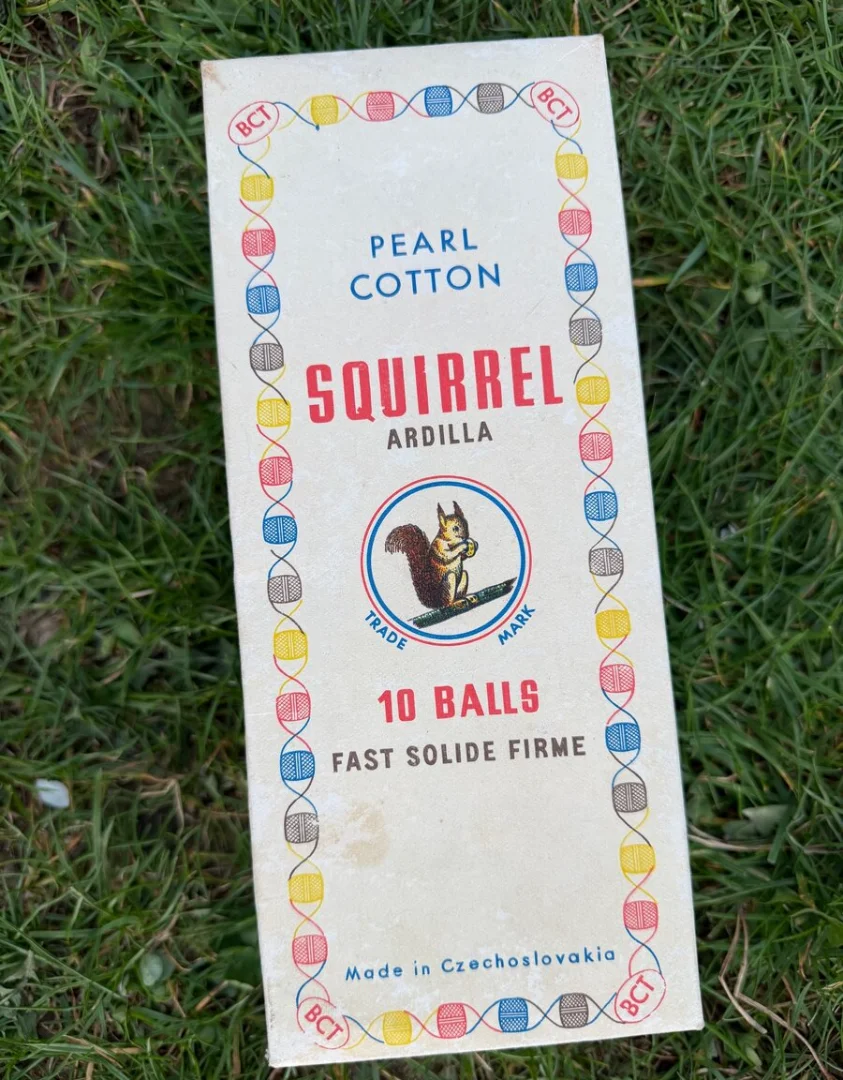 BCT
BCT
PEARL
COTTON
SQUIRREL
ARDILLA
TRADE MARK
10 BALLS
FAST SOLIDE FIRME
Made in Czechoslovakia
BCT
BCT